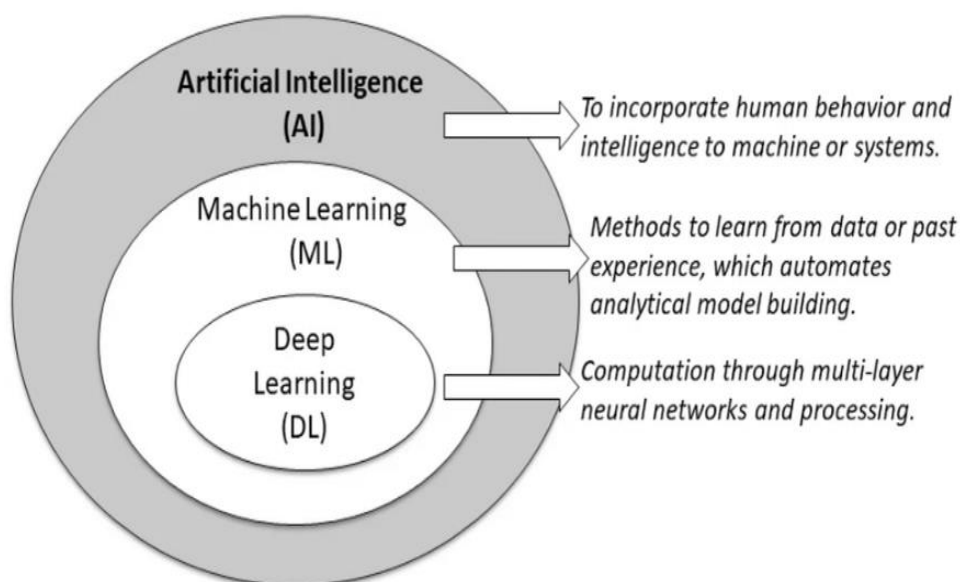 Artificial Intelligence
(AI)
To incorporate human behavior and
intelligence to machine or systems.
Machine Learning
(ML)
Methods to learn from data or past
experience, which automates
analytical model building.
Deep
Learning
(DL)
Computation through multi-layer
neural networks and processing.